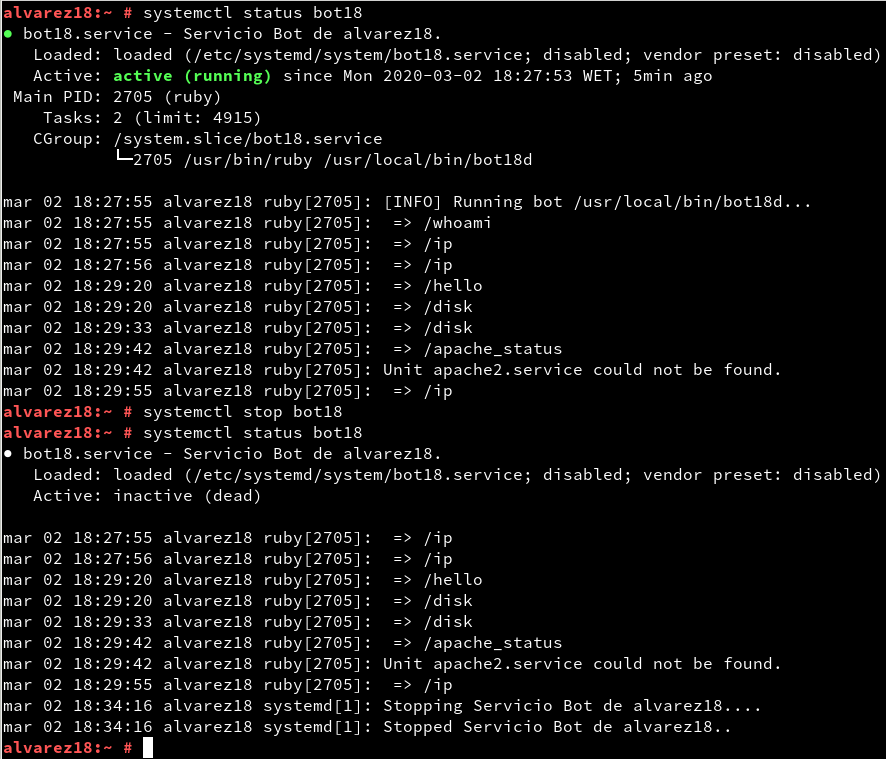 alvarez18:~ # systemctl status bot18
● bot18.service - Servicio Bot de alvarez18.
   Loaded: loaded (/etc/systemd/system/bot18.service; disabled; vendor preset: disabled)
   Active: active (running) since Mon 2020-03-02 18:27:53 WET; 5min ago
 Main PID: 2705 (ruby)
    Tasks: 2 (limit: 4915)
   CGroup: /system.slice/bot18.service
           └─2705 /usr/bin/ruby /usr/local/bin/bot18d

mar 02 18:27:55 alvarez18 ruby[2705]: [INFO] Running bot /usr/local/bin/bot18d...
mar 02 18:27:55 alvarez18 ruby[2705]:  => /whoami
mar 02 18:27:55 alvarez18 ruby[2705]:  => /ip
mar 02 18:27:56 alvarez18 ruby[2705]:  => /ip
mar 02 18:29:20 alvarez18 ruby[2705]:  => /hello
mar 02 18:29:20 alvarez18 ruby[2705]:  => /disk
mar 02 18:29:33 alvarez18 ruby[2705]:  => /disk
mar 02 18:29:42 alvarez18 ruby[2705]:  => /apache_status
mar 02 18:29:42 alvarez18 ruby[2705]: Unit apache2.service could not be found.
mar 02 18:29:55 alvarez18 ruby[2705]:  => /ip
alvarez18:~ # systemctl stop bot18
alvarez18:~ # systemctl status bot18
● bot18.service - Servicio Bot de alvarez18.
   Loaded: loaded (/etc/systemd/system/bot18.service; disabled; vendor preset: disabled)
   Active: inactive (dead)

mar 02 18:27:55 alvarez18 ruby[2705]:  => /ip
mar 02 18:27:56 alvarez18 ruby[2705]:  => /ip
mar 02 18:29:20 alvarez18 ruby[2705]:  => /hello
mar 02 18:29:20 alvarez18 ruby[2705]:  => /disk
mar 02 18:29:33 alvarez18 ruby[2705]:  => /disk
mar 02 18:29:42 alvarez18 ruby[2705]:  => /apache_status
mar 02 18:29:42 alvarez18 ruby[2705]: Unit apache2.service could not be found.
mar 02 18:29:55 alvarez18 ruby[2705]:  => /ip
mar 02 18:34:16 alvarez18 systemd[1]: Stopping Servicio Bot de alvarez18....
mar 02 18:34:16 alvarez18 systemd[1]: Stopped Servicio Bot de alvarez18..
alvarez18:~ #